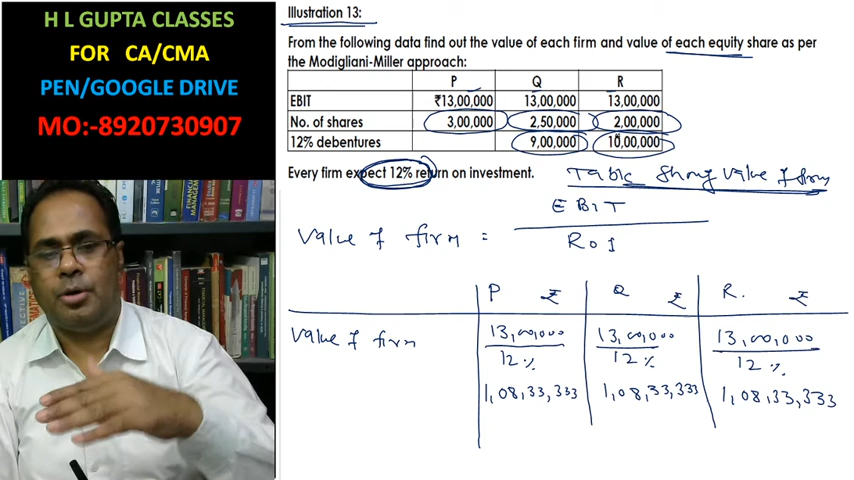 H L GUPTA CLASSES
FOR CA/CMA
PEN/GOOGLE DRIVE
MO:-8920730907
Illustration 13:
From the following data find out the value of each firm and value of each equity share as per
the Modigliani-Miller approach:
P Q R
EBIT ₹13,00,000 13,00,000 13,00,000
No. of shares 3,00,000 2,50,000 2,00,000
12% debentures 9,00,000 10,00,000
Every firm expect 12% return on investment.
Table Shong Value of firm
Value of firm = EBIT
ROI
P ₹ Q ₹ R. ₹
Value of firm 13,00,000 13,00,000 13,00,000
12% 12% 12%
1,08,33,333 1,08,33,333 1,08,33,333